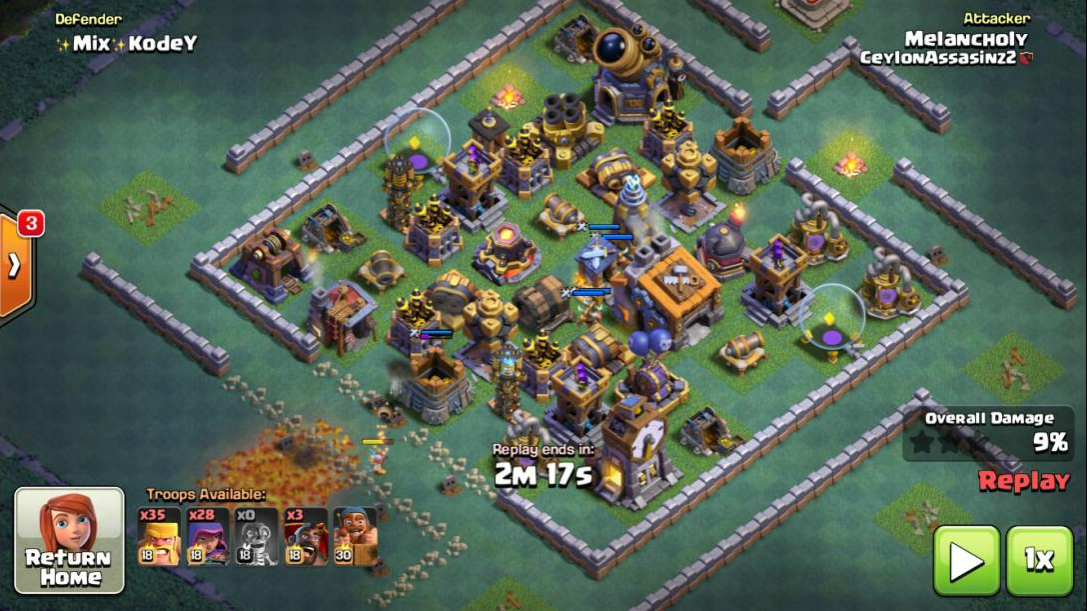 Defender
Mix KodeY
Attacker
Melancholy
CeylonAssasinz2
3
Overall Damage
9%
Replay
Replay ends in:
2M 17s
Troops Available:
x35
x28
x0
x3
18
18
18
18
30
Return
Home
1x